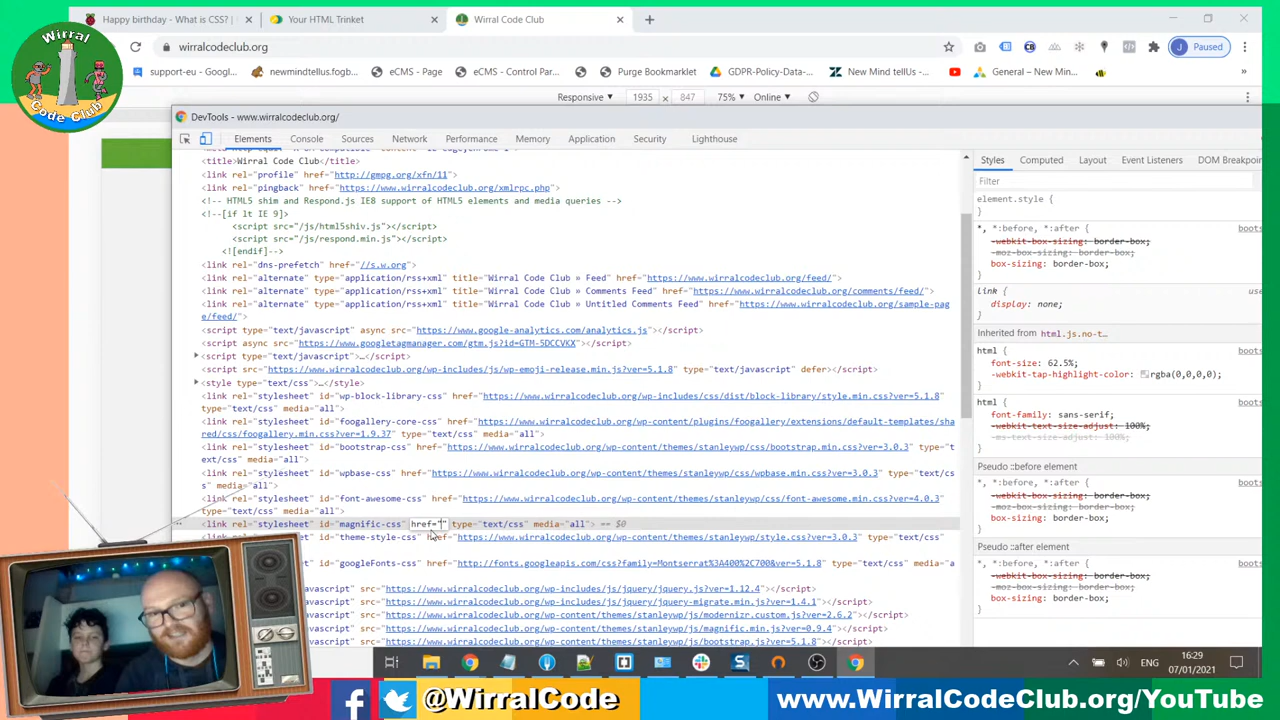 Happy birthday - What is CSS? |
Your HTML Trinket
Wirral Code Club
wirralcodeclub.org
J Paused
support-eu - Googl...
newmindtellus.fogb...
eCMS - Page
eCMS - Control Par...
Purge Bookmarklet
GDPR-Policy-Data-...
New Mind tellUs -...
General – New Min...
»
Wirral
Code Club
Responsive ▾ 1935 x 847 75% ▾ Online ▾
DevTools - www.wirralcodeclub.org/
Elements Console Sources Network Performance Memory Application Security Lighthouse
<title>Wirral Code Club</title>
<link rel="profile" href="http://gmpg.org/xfn/11">
<link rel="pingback" href="https://www.wirralcodeclub.org/xmlrpc.php">
<!-- HTML5 shim and Respond.js IE8 support of HTML5 elements and media queries -->
<!--[if lt IE 9]>
<script src="/js/html5shiv.js"></script>
<script src="/js/respond.min.js"></script>
<![endif]-->
<link rel="dns-prefetch" href="//s.w.org">
<link rel="alternate" type="application/rss+xml" title="Wirral Code Club » Feed" href="https://www.wirralcodeclub.org/feed/">
<link rel="alternate" type="application/rss+xml" title="Wirral Code Club » Comments Feed" href="https://www.wirralcodeclub.org/comments/feed/">
<link rel="alternate" type="application/rss+xml" title="Wirral Code Club » Untitled Comments Feed" href="https://www.wirralcodeclub.org/sample-pag
e/feed/">
<script type="text/javascript" async src="https://www.google-analytics.com/analytics.js"></script>
<script async src="https://www.googletagmanager.com/gtm.js?id=GTM-5DCCVKX"></script>
<script type="text/javascript">…</script>
<script src="https://www.wirralcodeclub.org/wp-includes/js/wp-emoji-release.min.js?ver=5.1.8" type="text/javascript" defer></script>
<style type="text/css">…</style>
<link rel="stylesheet" id="wp-block-library-css" href="https://www.wirralcodeclub.org/wp-includes/css/dist/block-library/style.min.css?ver=5.1.8"
type="text/css" media="all">
<link rel="stylesheet" id="foogallery-core-css" href="https://www.wirralcodeclub.org/wp-content/plugins/foogallery/extensions/default-templates/sha
red/css/foogallery.min.css?ver=1.9.37" type="text/css" media="all">
<link rel="stylesheet" id="bootstrap-css" href="https://www.wirralcodeclub.org/wp-content/themes/stanleywp/css/bootstrap.min.css?ver=3.0.3" type="t
ext/css" media="all">
<link rel="stylesheet" id="wpbase-css" href="https://www.wirralcodeclub.org/wp-content/themes/stanleywp/css/wpbase.min.css?ver=3.0.3" type="text/cs
s" media="all">
<link rel="stylesheet" id="font-awesome-css" href="https://www.wirralcodeclub.org/wp-content/themes/stanleywp/css/font-awesome.min.css?ver=4.0.3"
type="text/css" media="all">
<link rel="stylesheet" id="magnific-css" href="" type="text/css" media="all"> == $0
<link rel="stylesheet" id="theme-style-css" href="https://www.wirralcodeclub.org/wp-content/themes/stanleywp/style.css?ver=3.0.3" type="text/css"
et" id="googleFonts-css" href="http://fonts.googleapis.com/css?family=Montserrat%3A400%2C700&ver=5.1.8" type="text/css" media="a
avascript" src="https://www.wirralcodeclub.org/wp-includes/js/jquery/jquery.js?ver=1.12.4"></script>
avascript" src="https://www.wirralcodeclub.org/wp-includes/js/jquery/jquery-migrate.min.js?ver=1.4.1"></script>
avascript" src="https://www.wirralcodeclub.org/wp-content/themes/stanleywp/js/modernizr.custom.js?ver=2.6.2"></script>
avascript" src="https://www.wirralcodeclub.org/wp-content/themes/stanleywp/js/magnific.min.js?ver=0.9.4"></script>
avascript" src="https://www.wirralcodeclub.org/wp-content/themes/stanleywp/js/bootstrap.min.js?ver
Styles Computed Layout Event Listeners DOM Breakpoin
Filter
element.style {
}
*, *:before, *:after { boots
-webkit-box-sizing: border-box;
-moz-box-sizing: border-box;
box-sizing: border-box;
}
link { use
display: none;
}
Inherited from html.js.no-t…
html { boots
font-size: 62.5%;
-webkit-tap-highlight-color: rgba(0,0,0,0);
}
html { boots
font-family: sans-serif;
-webkit-text-size-adjust: 100%;
-ms-text-size-adjust: 100%;
}
Pseudo ::before element
*, *:before, *:after { boots
-webkit-box-sizing: border-box;
-moz-box-sizing: border-box;
box-sizing: border-box;
}
Pseudo ::after element
*, *:before, *:after { boots
-webkit-box-sizing: border-box;
-moz-box-sizing: border-box;
box-sizing: border-box;
}
ENG
16:29
07/01/2021
@WirralCode
www.WirralCodeClub.org/YouTube